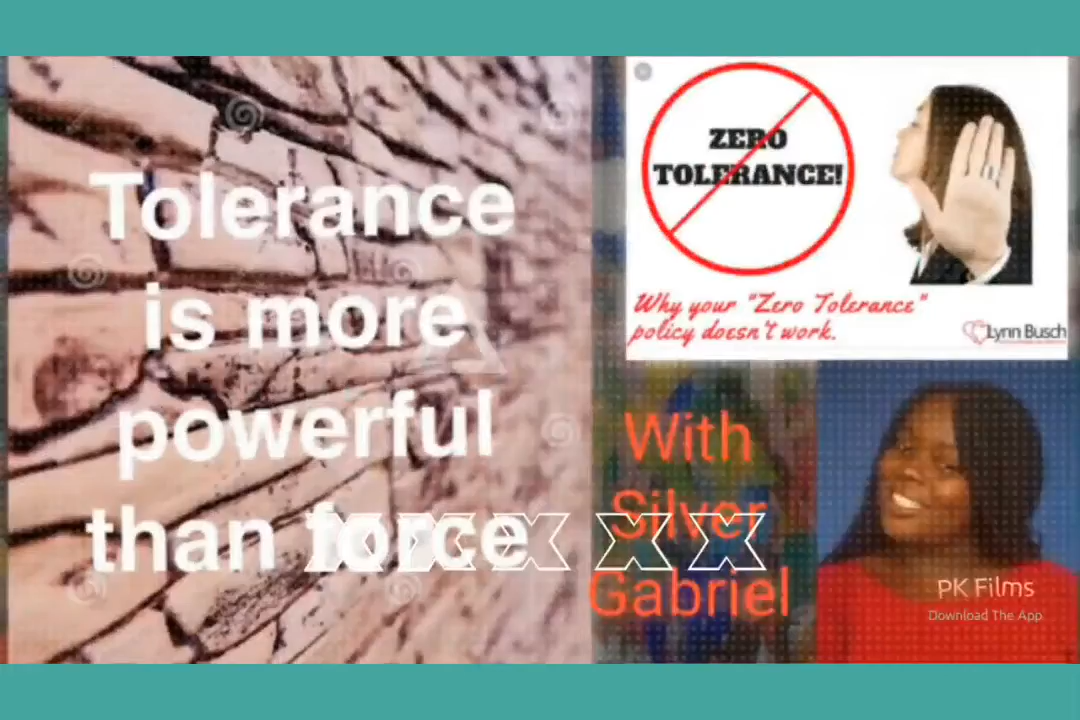 Tolerance
is more
powerful
than force
ZERO
TOLERANCE!
Why your "Zero Tolerance"
policy doesn't work.
Lynn Busch
With
Silver
Gabriel
PK Films
Download The App